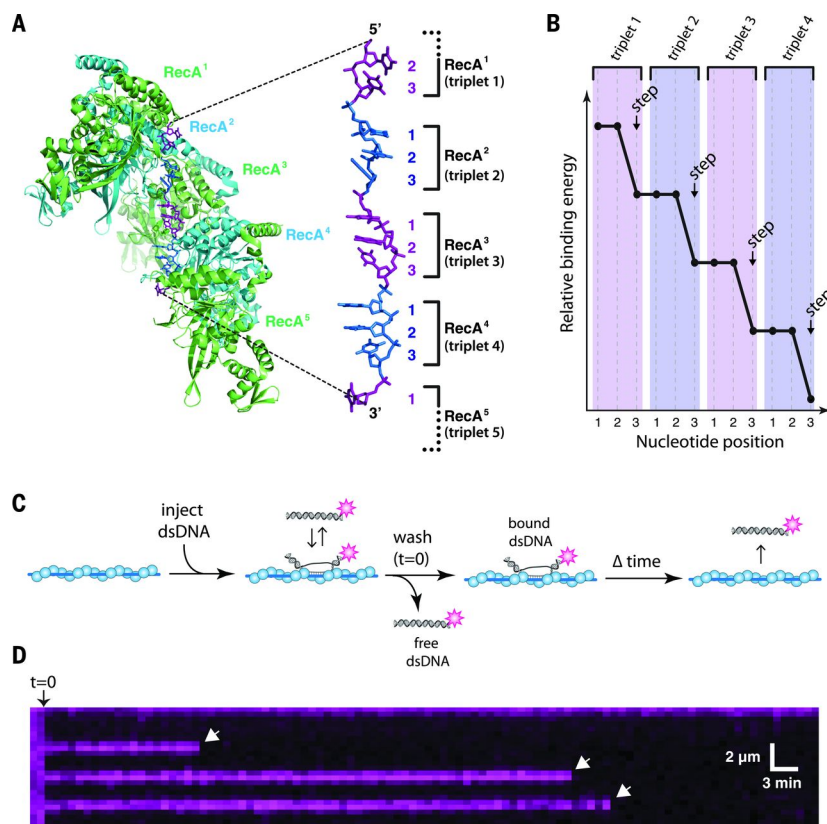 A
RecA1
RecA2
RecA3
RecA4
RecA5
5’
2
3
RecA1
(triplet 1)
1
2
3
RecA2
(triplet 2)
1
2
3
RecA3
(triplet 3)
1
2
3
RecA4
(triplet 4)
1
3’
RecA5
(triplet 5)
B
triplet 1
triplet 2
triplet 3
triplet 4
step
step
step
step
Relative binding energy
1 2 3 1 2 3 1 2 3 1 2 3
Nucleotide position
C
inject
dsDNA
wash
(t=0)
free
dsDNA
bound
dsDNA
Δ time
D
t=0
2 µm
3 min